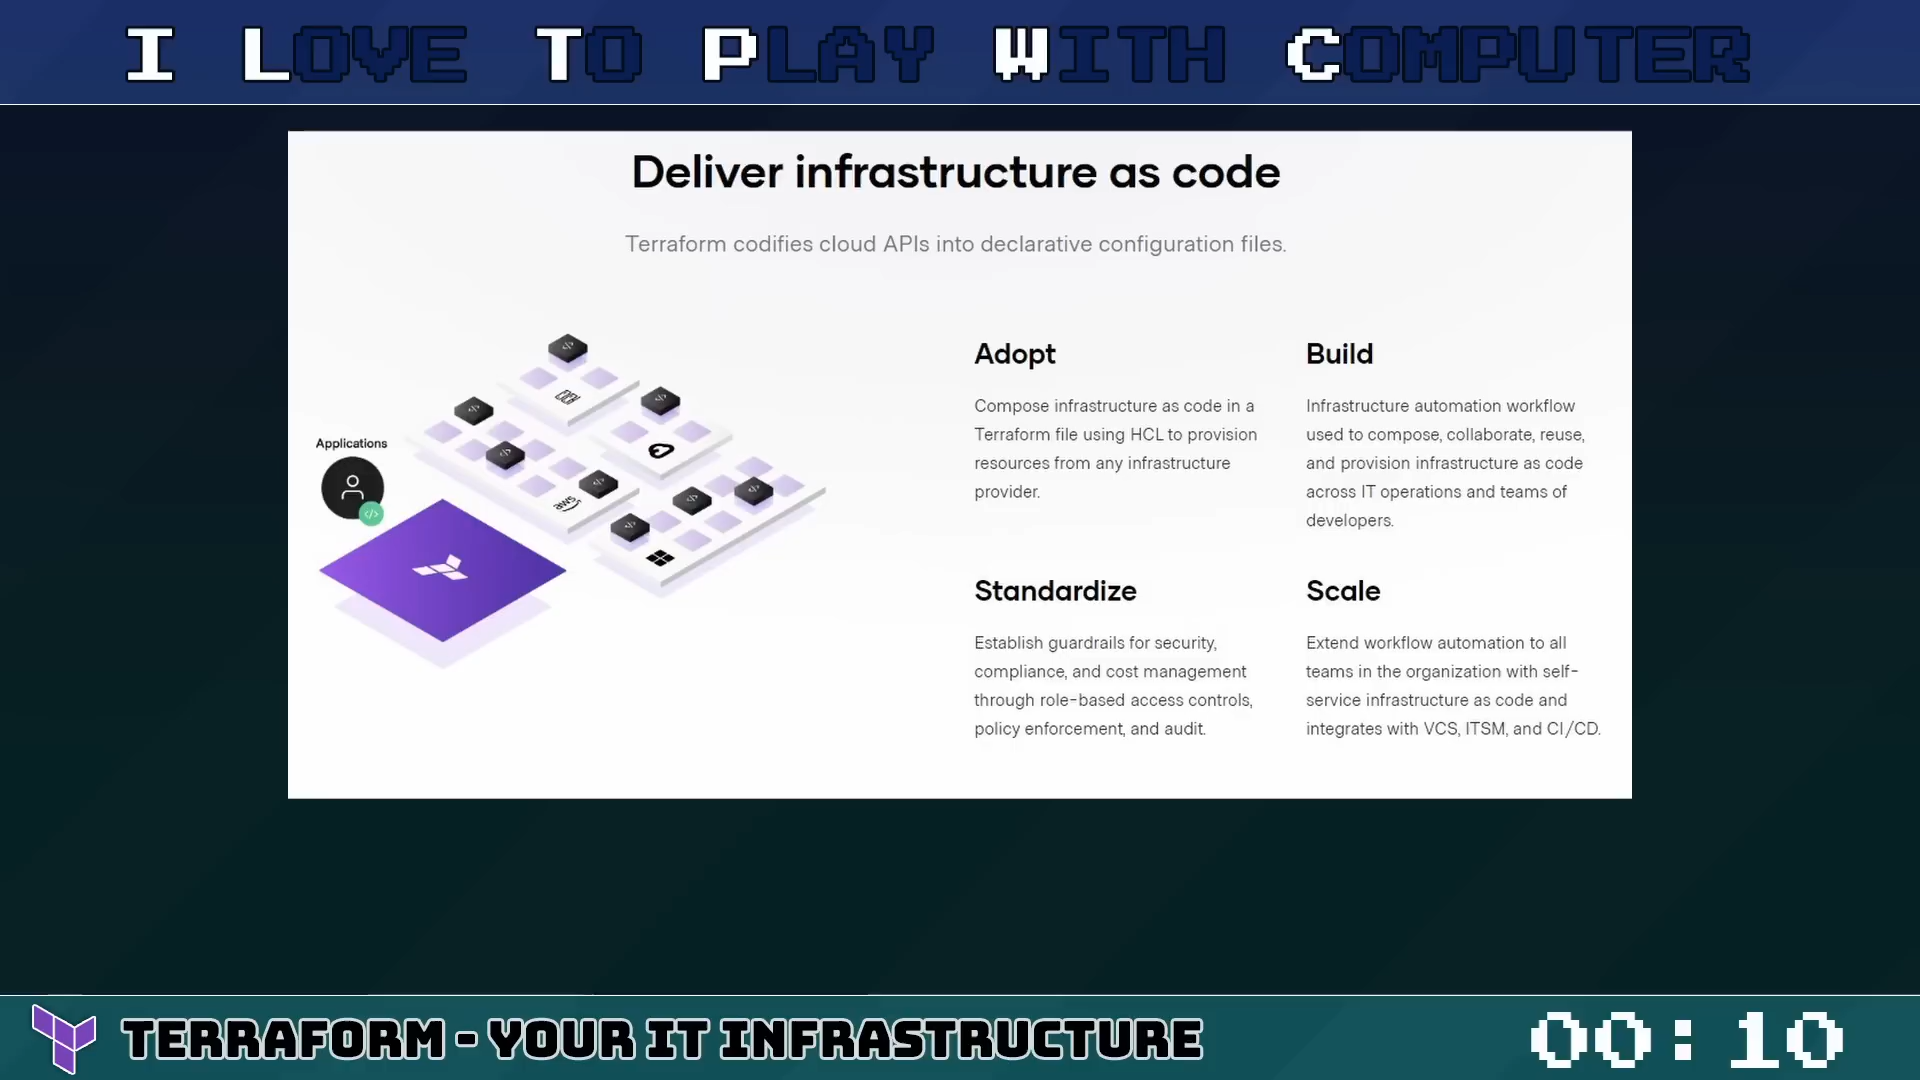 I LOVE TO PLAY WITH COMPUTER
Deliver infrastructure as code
Terraform codifies cloud APIs into declarative configuration files.
Applications
aws
Adopt
Compose infrastructure as code in a
Terraform file using HCL to provision
resources from any infrastructure
provider.
Build
Infrastructure automation workflow
used to compose, collaborate, reuse,
and provision infrastructure as code
across IT operations and teams of
developers.
Standardize
Establish guardrails for security,
compliance, and cost management
through role-based access controls,
policy enforcement, and audit.
Scale
Extend workflow automation to all
teams in the organization with self-
service infrastructure as code and
integrates with VCS, ITSM, and CI/CD.
TERRAFORM - YOUR IT INFRASTRUCTURE
00:10